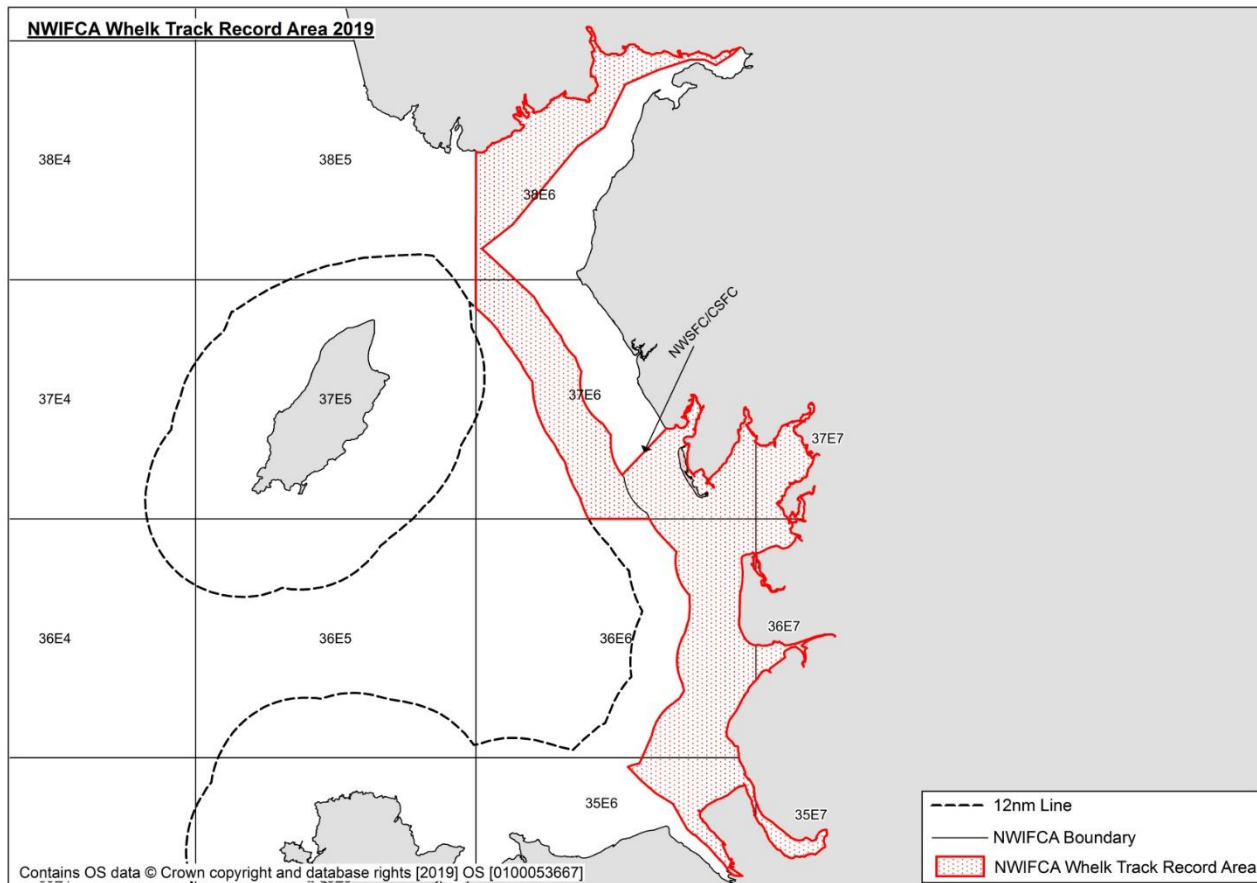 NWIFCA Whelk Track Record Area 2019
38E4
38E5
38E6
NWSFC/CSFC
37E4
37E5
37E6
37E7
36E4
36E5
36E6
36E7
35E6
35E7
12nm Line
NWIFCA Boundary
NWIFCA Whelk Track Record Area
Contains OS data © Crown copyright and database rights [2019] OS [0100053667]